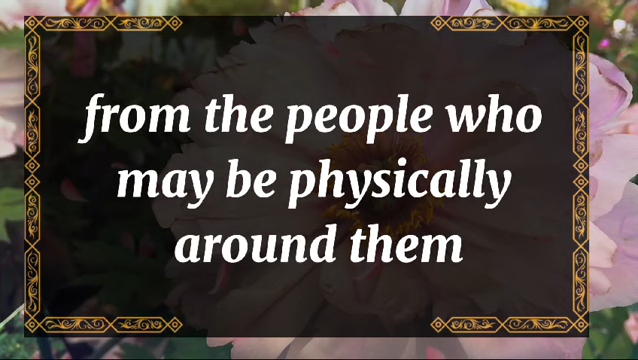 from the people who
may be physically
around them